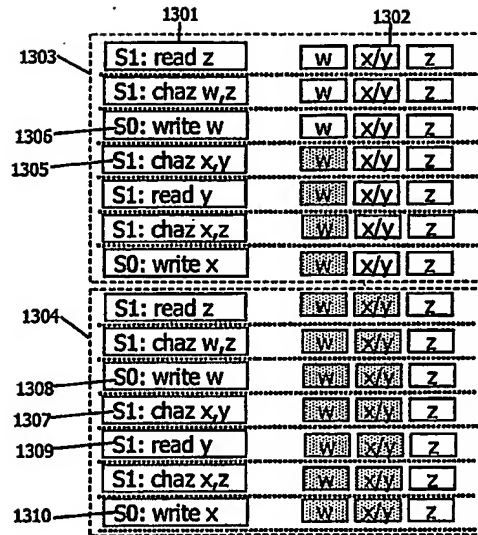 1301 1302
1303 S1: read z w x/y z
S1: chaz w,z w x/y z
1306 S0: write w w x/y z
1305 S1: chaz x,y w x/y z
S1: read y w x/y z
S1: chaz x,z w x/y z
S0: write x w x/y z
1304 S1: read z w x/y z
S1: chaz w,z w x/y z
1308 S0: write w w x/y z
1307 S1: chaz x,y w x/y z
1309 S1: read y w x/y z
S1: chaz x,z w x/y z
1310 S0: write x w x/y z